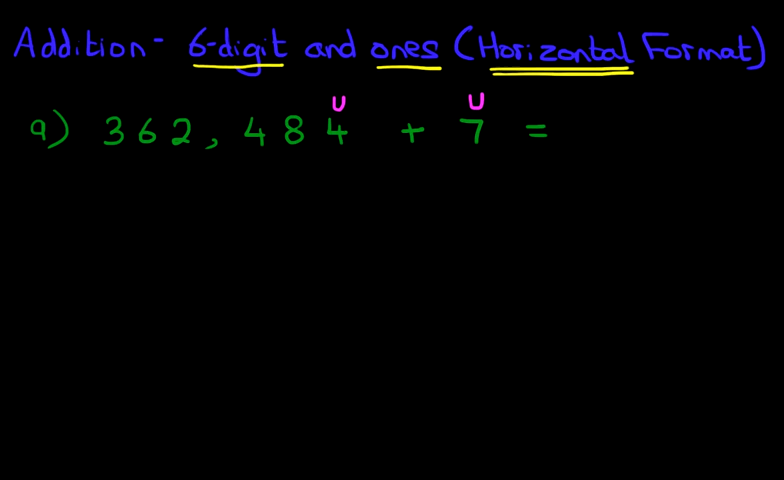 Addition- 6-digit and ones (Horizontal Format)
U U
a) 362,484 + 7 =